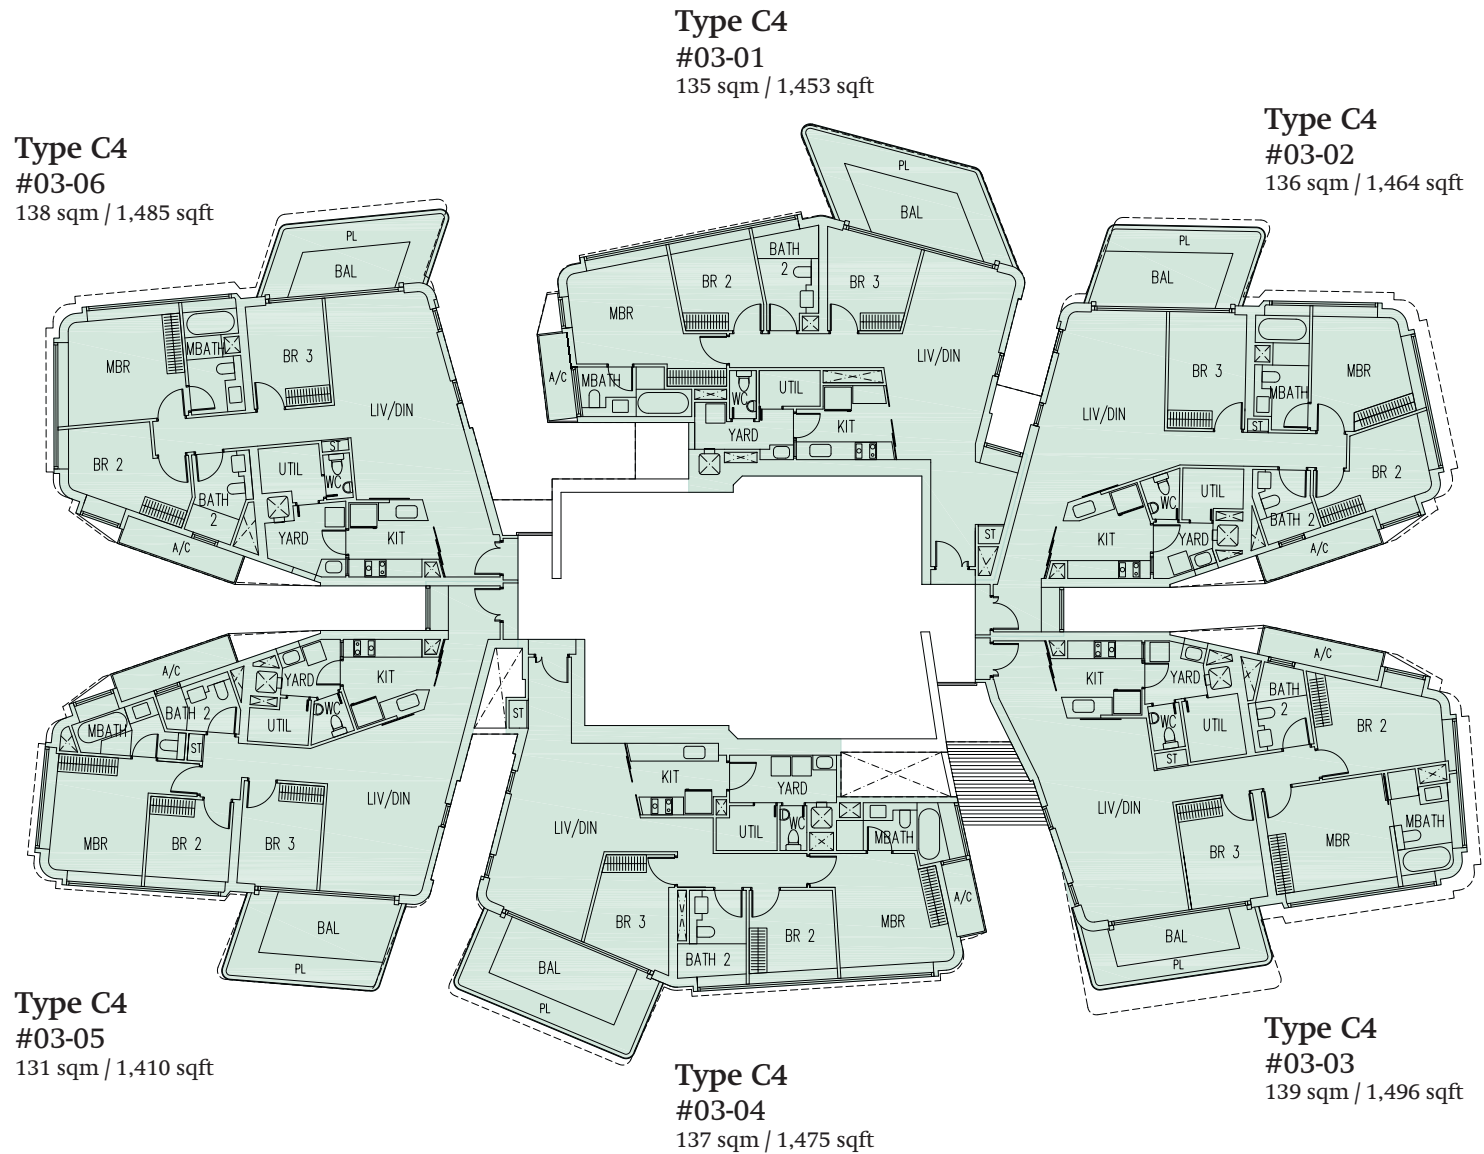 Type C4
#03-01
135 sqm / 1,453 sqft
Type C4
#03-02
136 sqm / 1,464 sqft
Type C4
#03-06
138 sqm / 1,485 sqft
PL
BAL
MBR
BR 2
BATH
2
BR 3
LIV/DIN
A/C
MBATH
WC
UTIL
YARD
KIT
ST
PL
BAL
MBR
MBATH
BR 3
LIV/DIN
BR 2
BATH
2
ST
UTIL
WC
YARD
KIT
A/C
PL
BAL
BR 3
MBATH
MBR
LIV/DIN
ST
BR 2
WC
UTIL
BATH 2
KIT
YARD
A/C
A/C
YARD
KIT
MBATH
BATH 2
UTIL
WC
ST
LIV/DIN
MBR
BR 2
BR 3
BAL
PL
ST
KIT
YARD
LIV/DIN
UTIL
WC
MBATH
A/C
BR 3
BR 2
MBR
BATH 2
BAL
PL
A/C
KIT
YARD
BATH
2
WC
UTIL
BR 2
ST
LIV/DIN
BR 3
MBR
MBATH
BAL
PL
Type C4
#03-05
131 sqm / 1,410 sqft
Type C4
#03-04
137 sqm / 1,475 sqft
Type C4
#03-03
139 sqm / 1,496 sqft